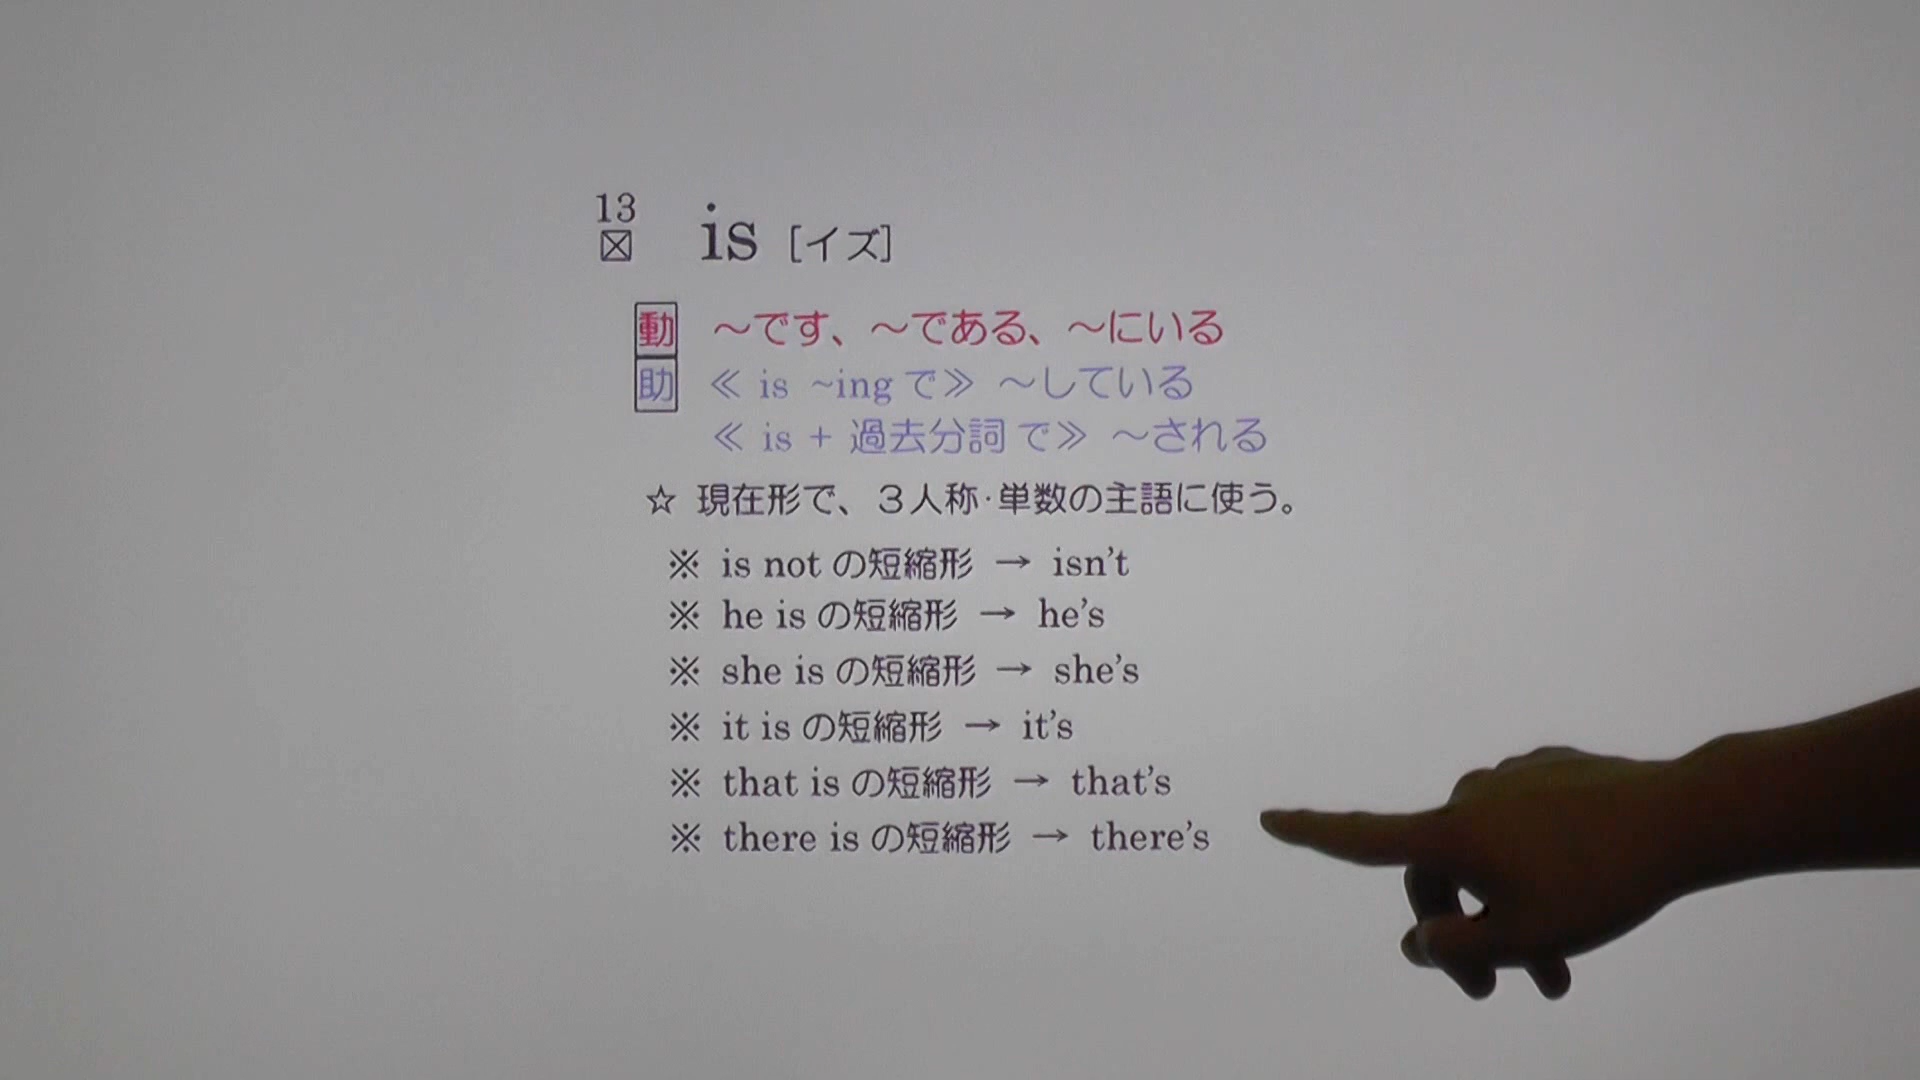 13
☒ is [イズ]
動 〜です、〜である、〜にいる
助 ≪ is ~ing で≫ 〜している
≪ is + 過去分詞 で≫ 〜される
☆ 現在形で、３人称·単数の主語に使う。
※ is not の短縮形 → isn't
※ he is の短縮形 → he's
※ she is の短縮形 → she's
※ it is の短縮形 → it's
※ that is の短縮形 → that's
※ there is の短縮形 → there's